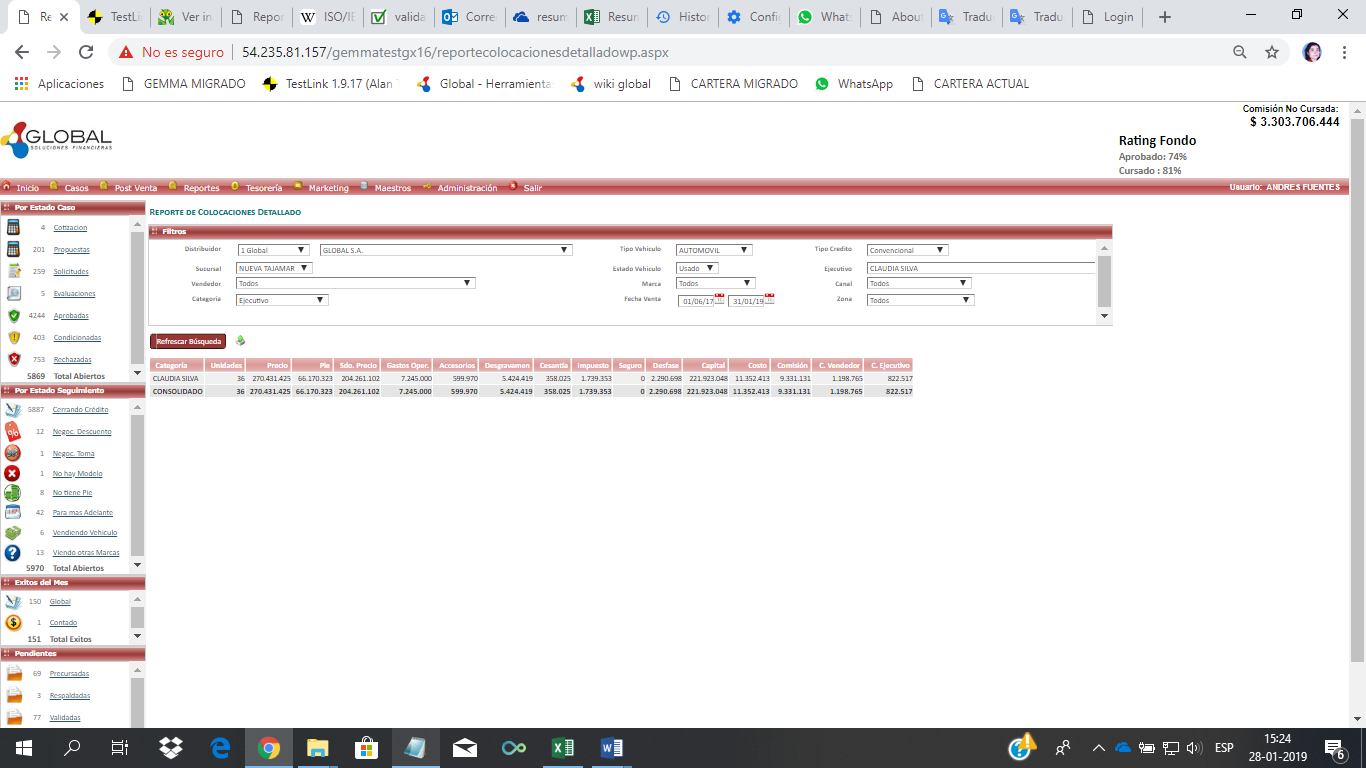 Re
TestLi
Ver in
Repor
ISO/IE
valida
Corre
resum
Resun
Histor
Config
What
About
Tradu
Tradu
Login
No es seguro | 54.235.81.157/gemmatestgx16/reportecolocacionesdetalladowp.aspx
Aplicaciones GEMMA MIGRADO TestLink 1.9.17 (Alan Global - Herramienta wiki global CARTERA MIGRADO WhatsApp CARTERA ACTUAL
Comisión No Cursada:
$ 3.303.706.444
GLOBAL
SOLUCIONES FINANCIERAS
Rating Fondo
Aprobado: 74%
Cursado : 81%
Inicio Casos Post Venta Reportes Tesorería Marketing Maestros Administración Salir Usuario: ANDRES FUENTES
Por Estado Caso
4 Cotizacion
201 Propuestas
259 Solicitudes
5 Evaluaciones
4244 Aprobadas
403 Condicionadas
753 Rechazadas
5869 Total Abiertos
Por Estado Seguimiento
5887 Cerrando Crédito
12 Negoc. Descuento
1 Negoc. Toma
1 No hay Modelo
8 No tiene Pie
42 Para mas Adelante
6 Vendiendo Vehiculo
13 Viendo otras Marcas
5970 Total Abiertos
Exitos del Mes
150 Global
1 Contado
151 Total Exitos
Pendientes
69 Precursadas
3 Respaldadas
77 Validadas
REPORTE DE COLOCACIONES DETALLADO
Filtros
Distribuidor 1 Global GLOBAL S.A. Tipo Vehiculo AUTOMOVIL Tipo Credito Convencional
Sucursal NUEVA TAJAMAR Estado Vehiculo Usado Ejecutivo CLAUDIA SILVA
Vendedor Todos Marca Todos Canal Todos
Categoria Ejecutivo Fecha Venta 01/06/17 31/01/19 Zona Todos
Refrescar Búsqueda
Categoría Unidades Precio Pie Sdo. Precio Gastos Oper. Accesorios Desgravamen Cesantía Impuesto Seguro Desfase Capital Costo Comisión C. Vendedor C. Ejecutivo
CLAUDIA SILVA 36 270.431.425 66.170.323 204.261.102 7.245.000 599.970 5.424.419 358.025 1.739.353 0 2.290.698 221.923.048 11.352.413 9.331.131 1.198.765 822.517
CONSOLIDADO 36 270.431.425 66.170.323 204.261.102 7.245.000 599.970 5.424.419 358.025 1.739.353 0 2.290.698 221.923.048 11.352.413 9.331.131 1.198.765 822.517
ESP
15:24
28-01-2019
6